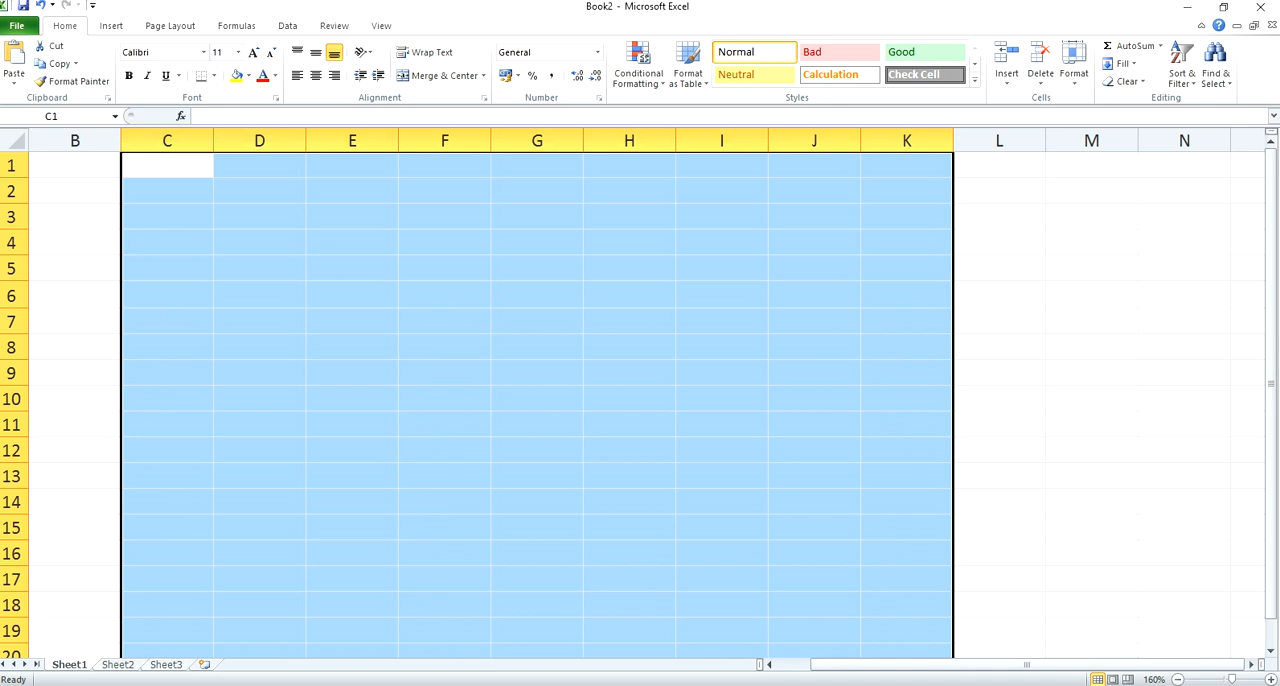 Book2 - Microsoft Excel
File Home Insert Page Layout Formulas Data Review View
Paste
Cut
Copy
Format Painter
Clipboard
Calibri 11
B I U
A
Font
Wrap Text
Merge & Center
Alignment
General
% ,
Number
Conditional Formatting
Format as Table
Normal Bad Good
Neutral Calculation Check Cell
Styles
Insert Delete Format
Cells
Σ AutoSum
Fill
Clear
Sort & Filter
Find & Select
Editing
C1 fx
B C D E F G H I J K L M N
1
2
3
4
5
6
7
8
9
10
11
12
13
14
15
16
17
18
19
20
Sheet1 Sheet2 Sheet3
Ready 160%